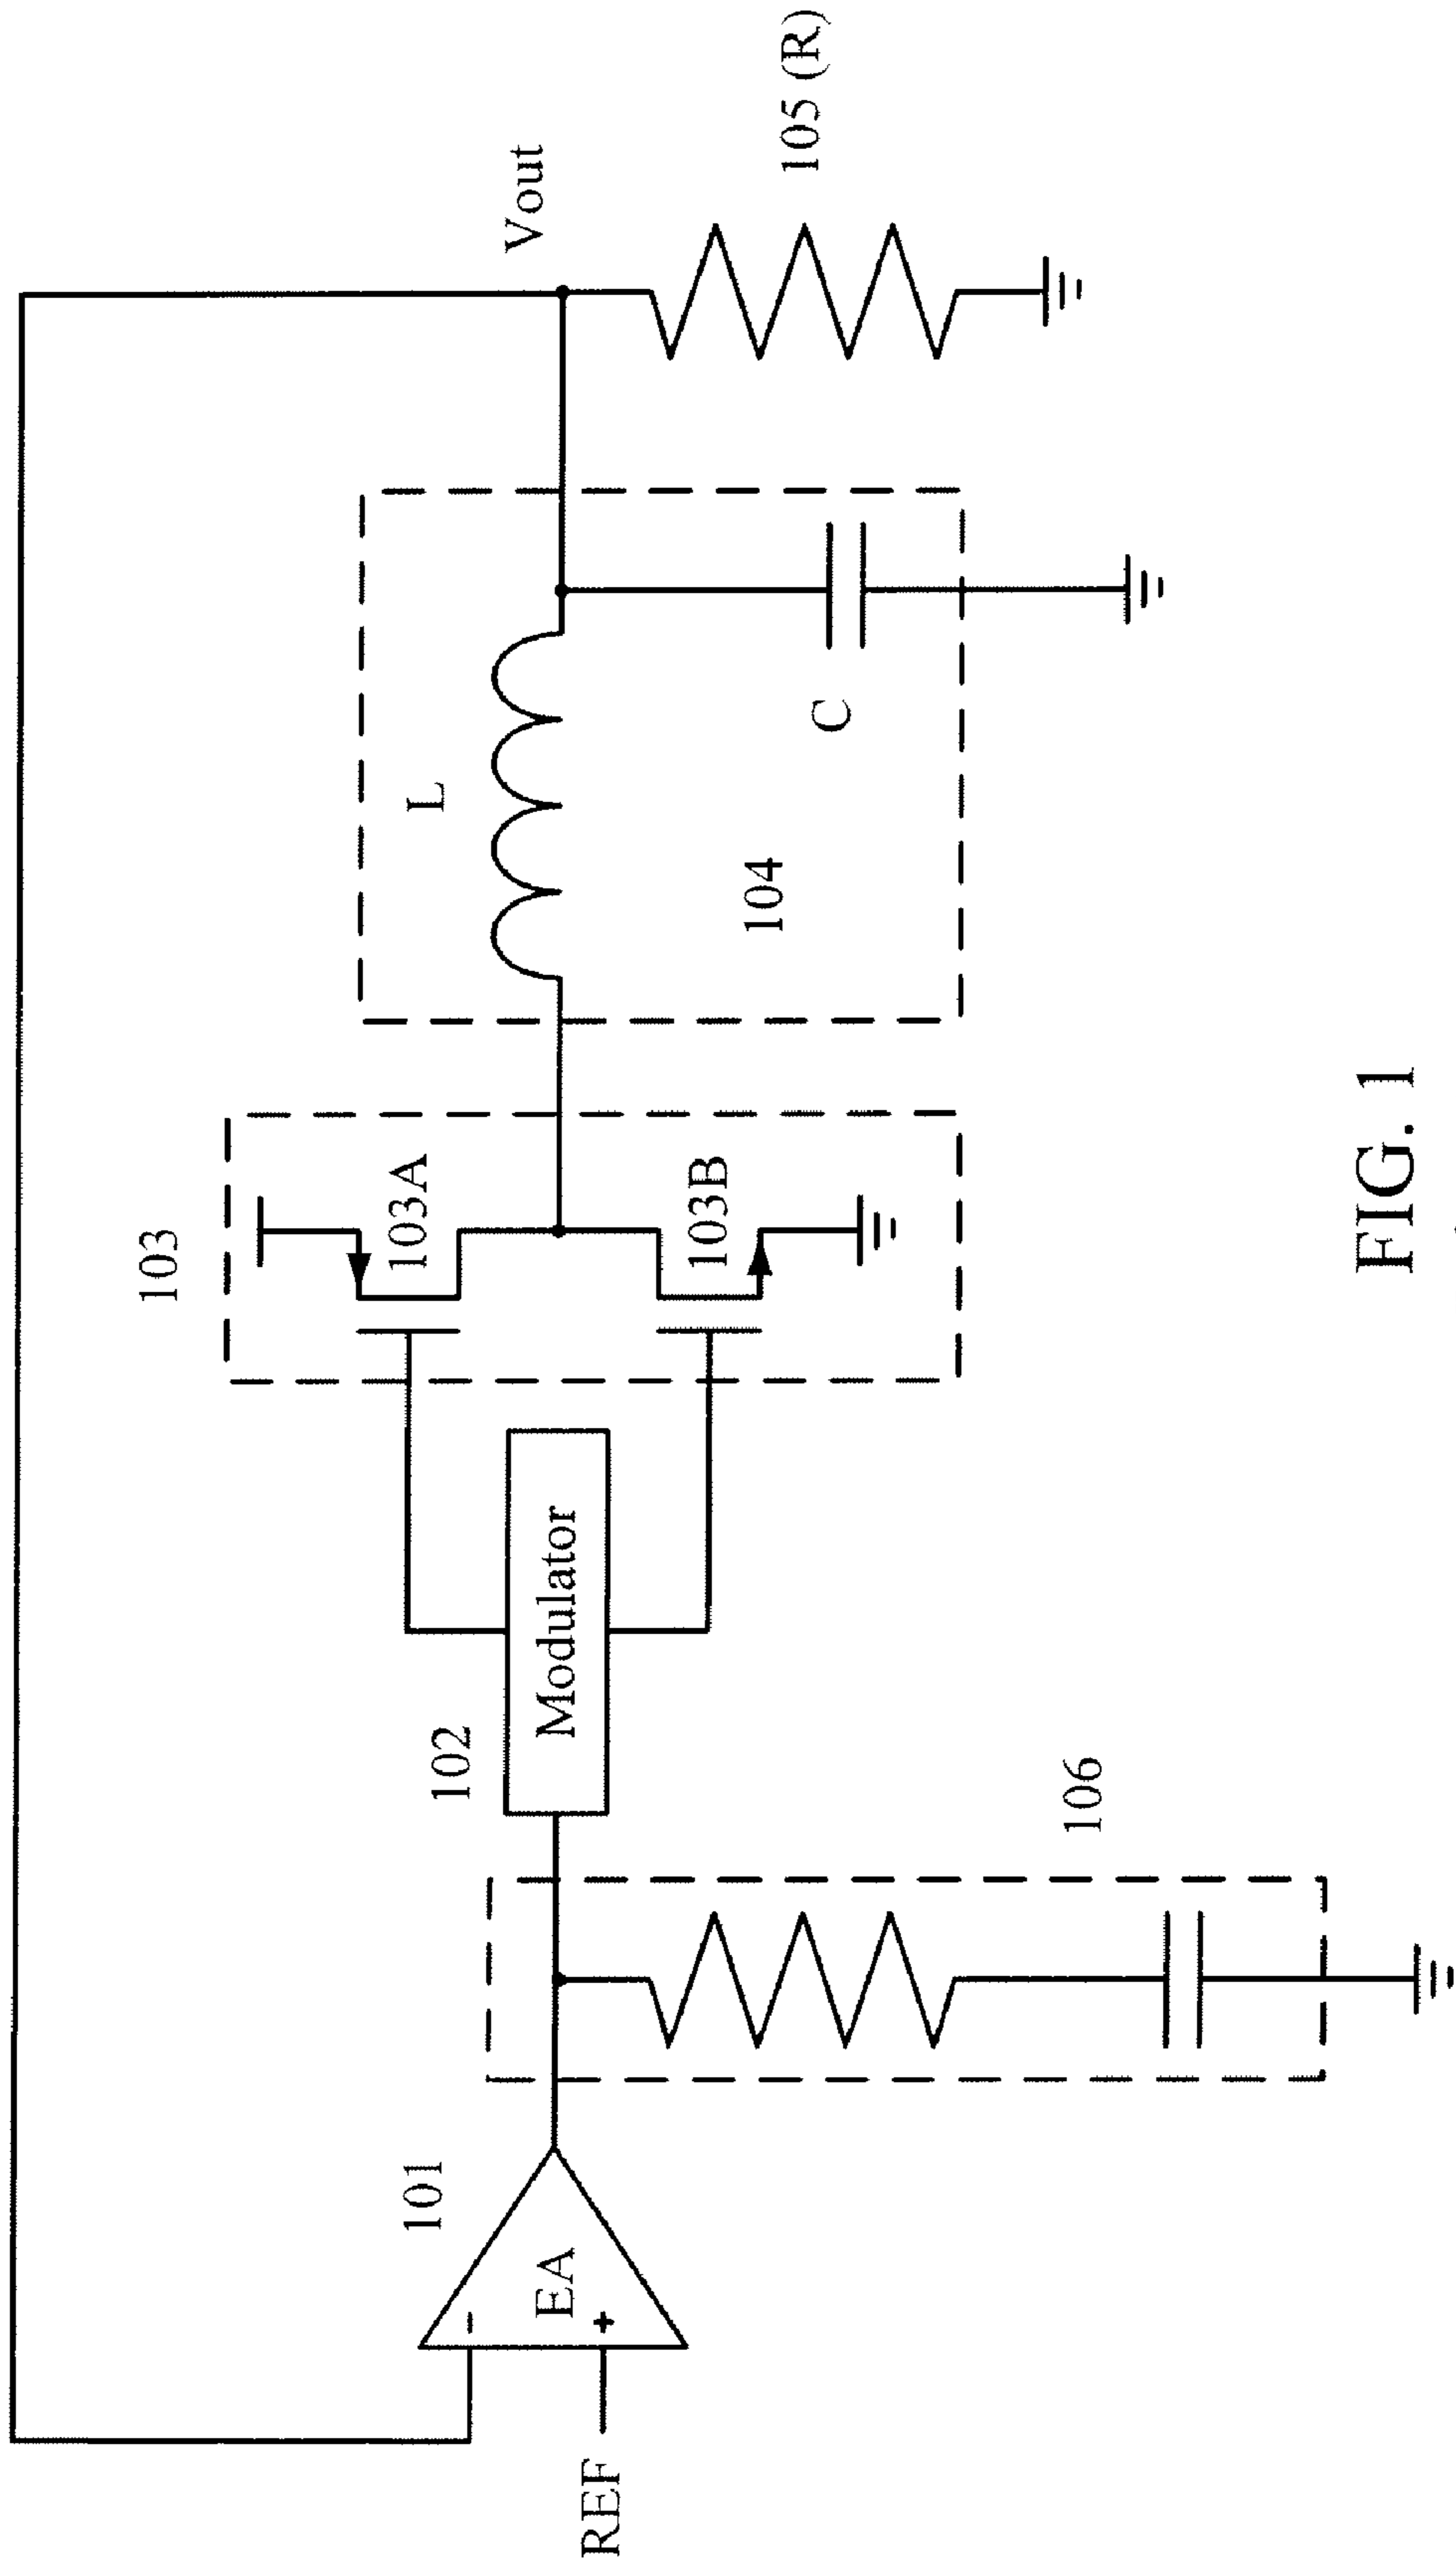 Vout
105 (R)
L
C
104
103
103A
103B
102
Modulator
106
101
EA
-
+
REF
FIG. 1